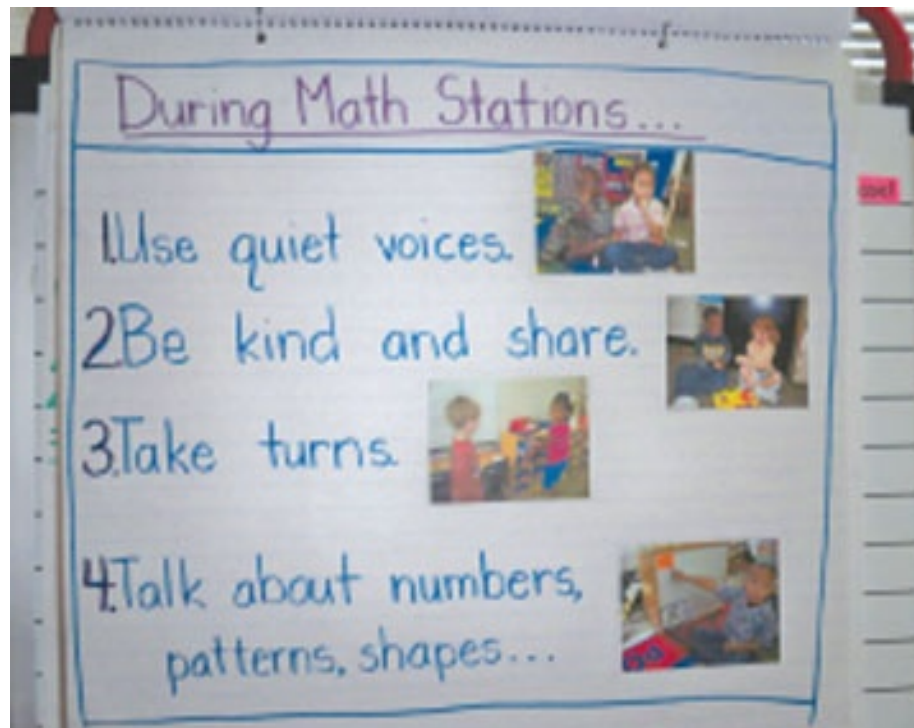 During Math Stations...
1. Use quiet voices.
2. Be kind and share.
3. Take turns.
4. Talk about numbers,
patterns, shapes...